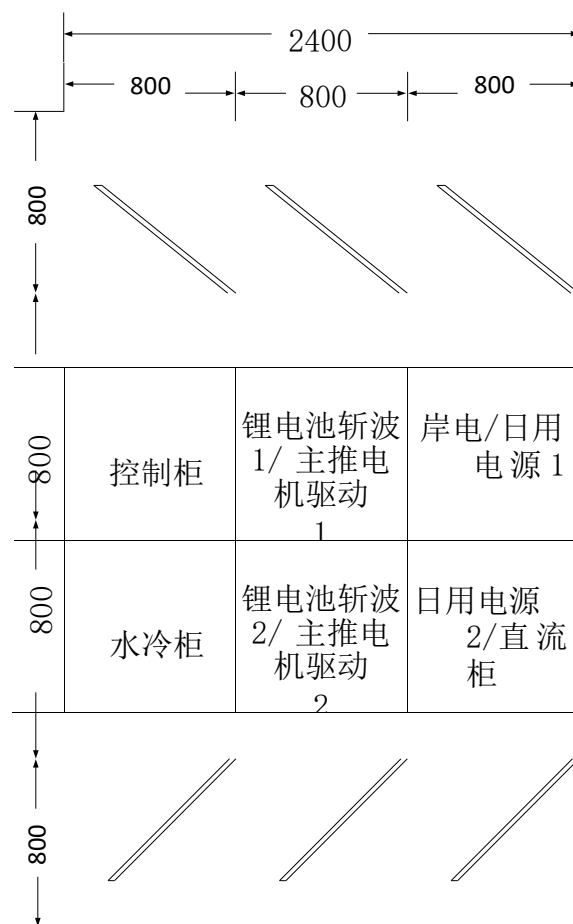 2400
800
800
800
800
800
控制柜
锂电池斩波
1/ 主推电
机驱动
1
岸电/日用
电源 1
800
水冷柜
锂电池斩波
2/ 主推电
机驱动
2
日用电源
2/直流
柜
800